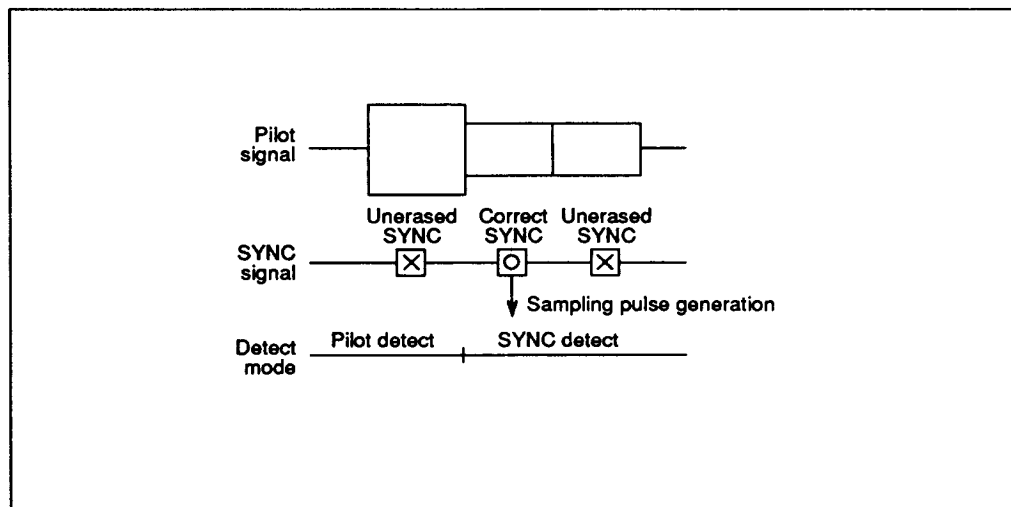 Pilot
signal
Unerased
SYNC
Correct
SYNC
Unerased
SYNC
SYNC
signal
Sampling pulse generation
Pilot detect
SYNC detect
Detect
mode